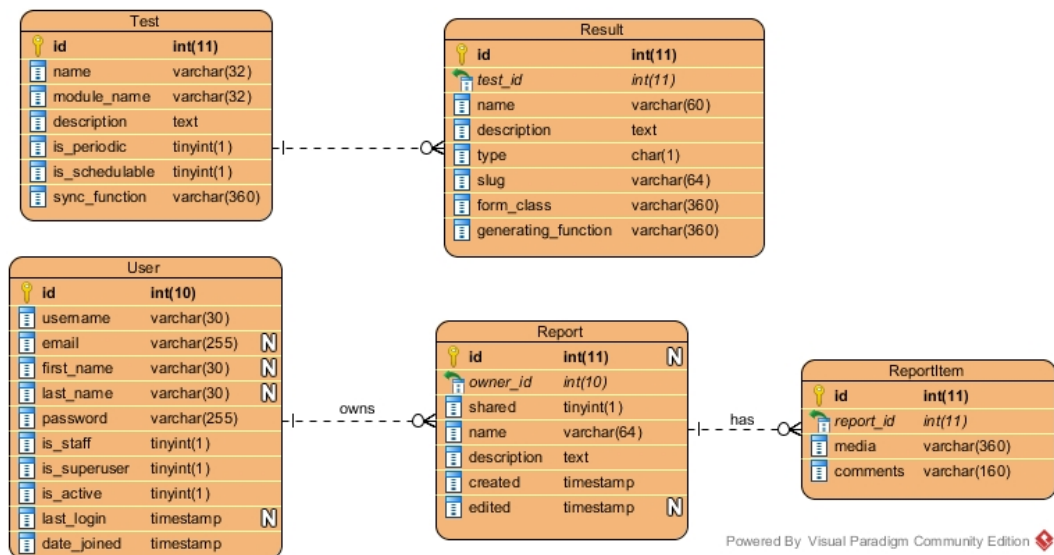 Test
id int(11)
name varchar(32)
module_name varchar(32)
description text
is_periodic tinyint(1)
is_schedulable tinyint(1)
sync_function varchar(360)
Result
id int(11)
test_id int(11)
name varchar(60)
description text
type char(1)
slug varchar(64)
form_class varchar(360)
generating_function varchar(360)
User
id int(10)
username varchar(30)
email varchar(255) N
first_name varchar(30) N
last_name varchar(30) N
password varchar(255)
is_staff tinyint(1)
is_superuser tinyint(1)
is_active tinyint(1)
last_login timestamp N
date_joined timestamp
owns
Report
id int(11) N
owner_id int(10)
shared tinyint(1)
name varchar(64)
description text
created timestamp
edited timestamp N
has
ReportItem
id int(11)
report_id int(11)
media varchar(360)
comments varchar(160)
Powered By Visual Paradigm Community Edition